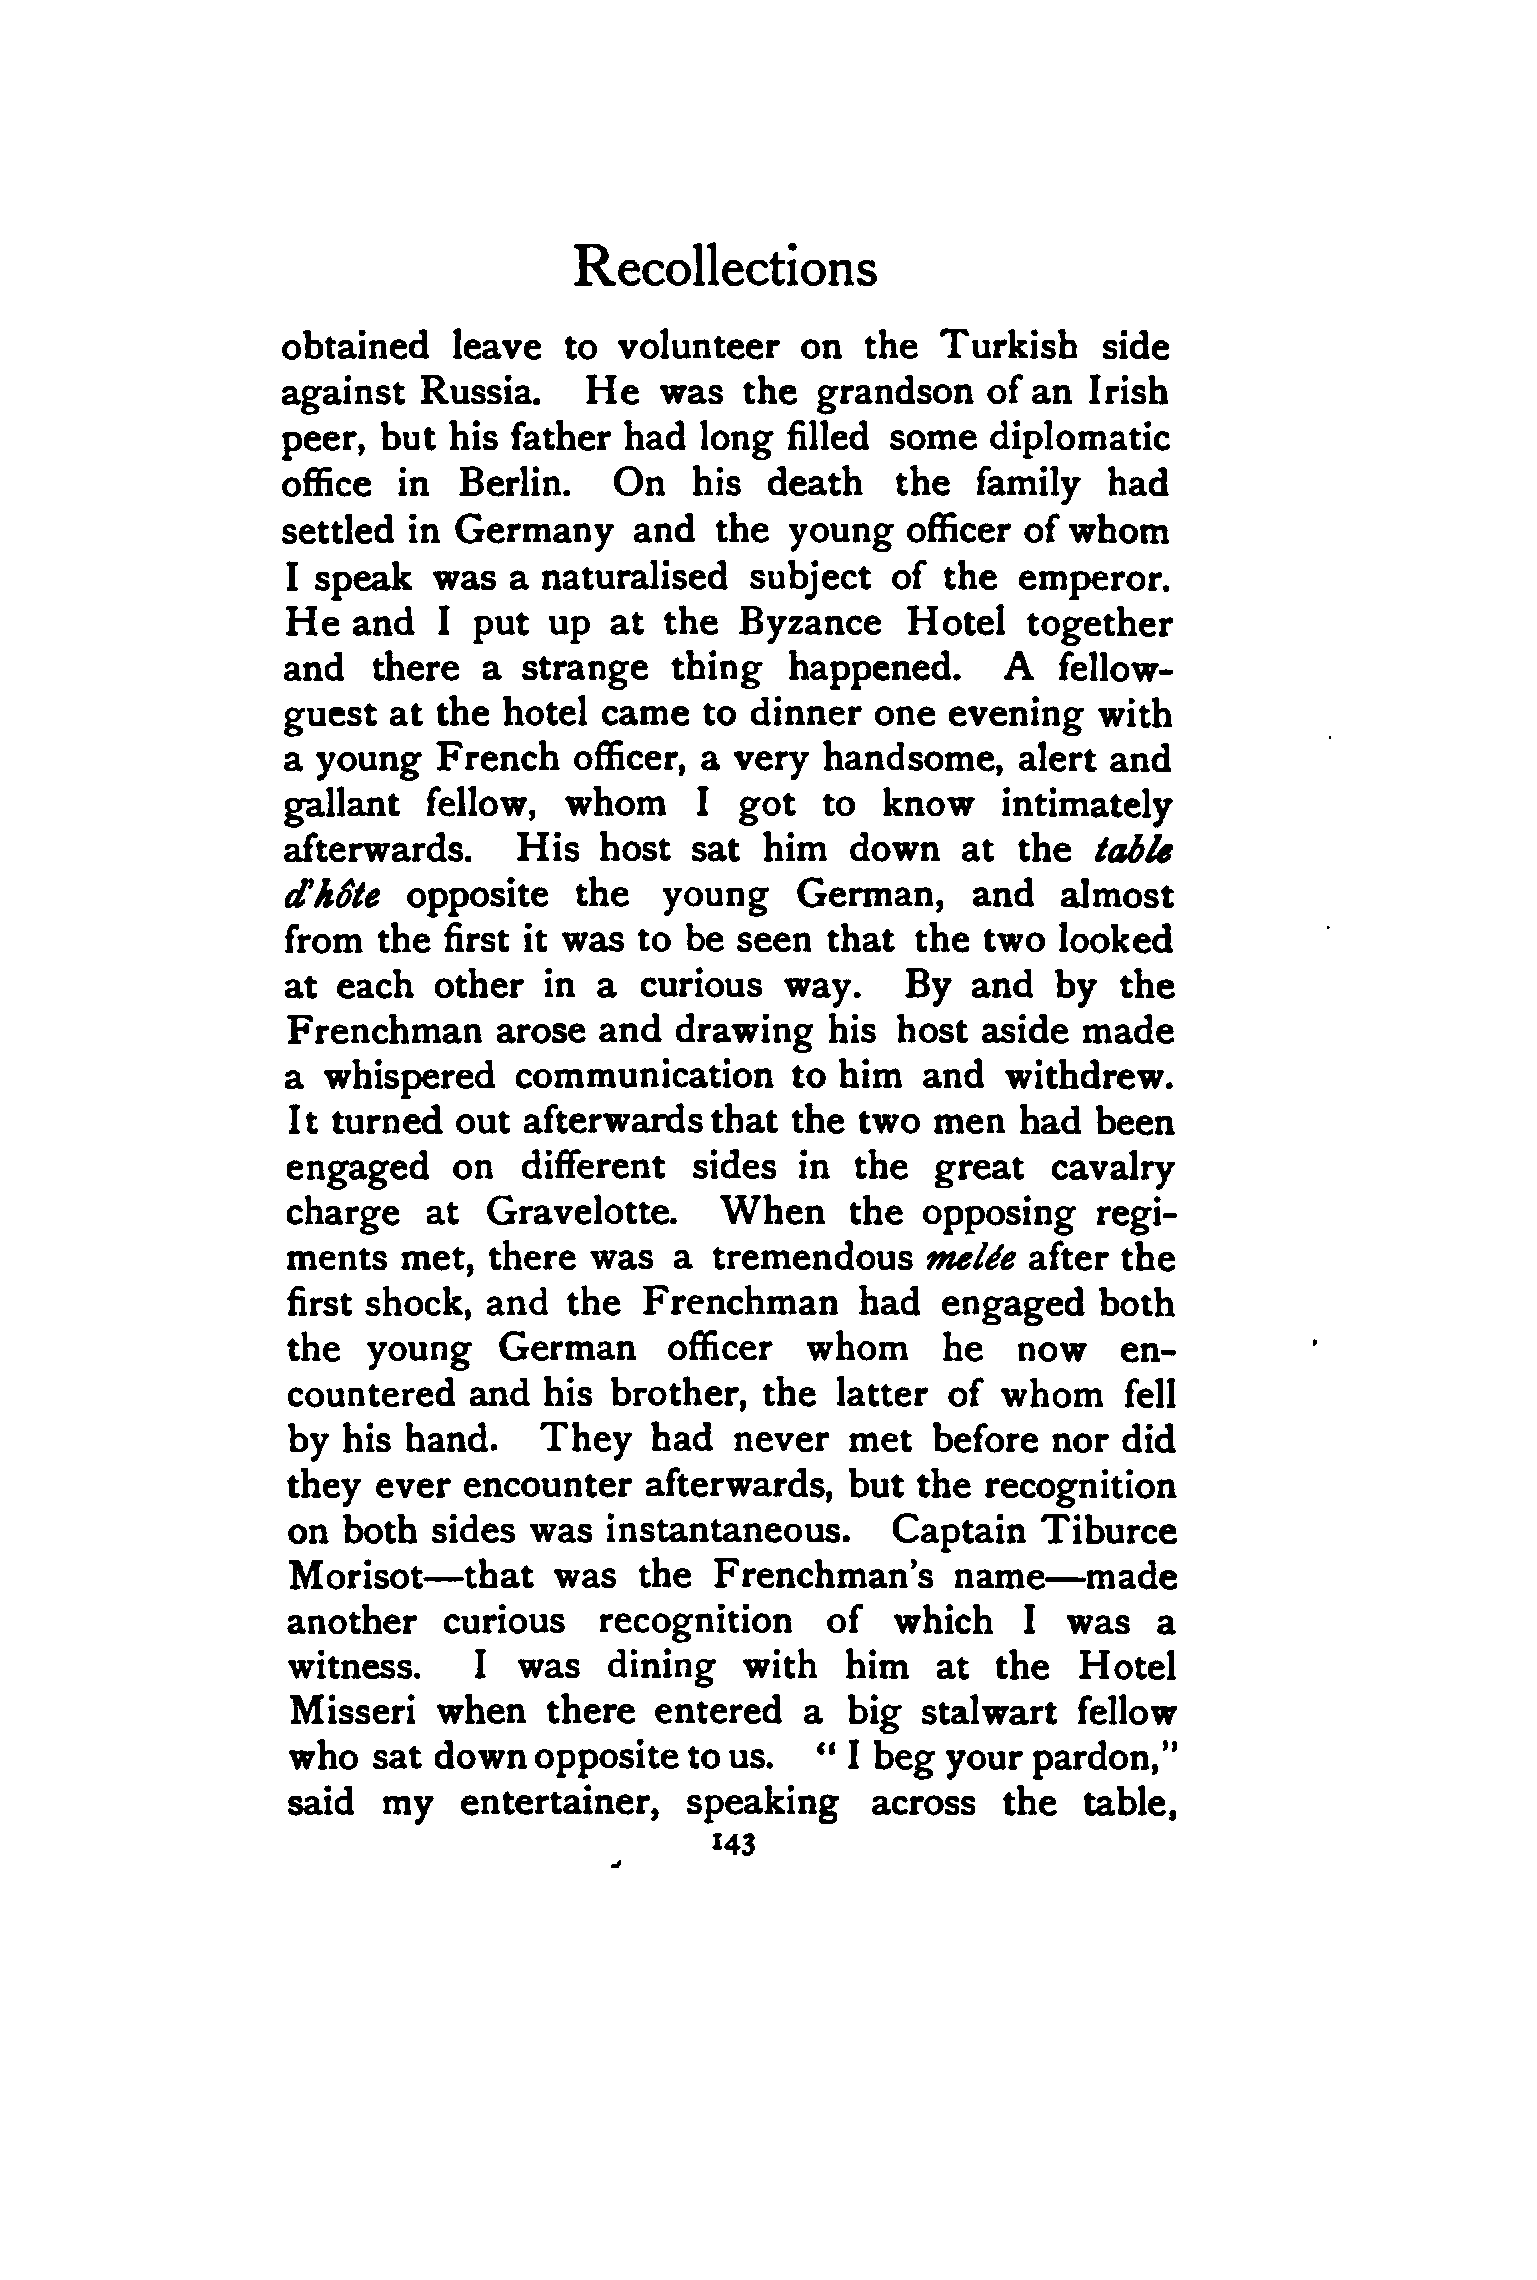 Recollections
obtained leave to volunteer on the Turkish side
against Russia. He was the grandson of an Irish
peer, but his father had long filled some diplomatic
office in Berlin. On his death the family had
settled in Germany and the young officer of whom
I speak was a naturalised subject of the emperor.
He and I put up at the Byzance Hotel together
and there a strange thing happened. A fellow-
guest at the hotel came to dinner one evening with
a young French officer, a very handsome, alert and
gallant fellow, whom I got to know intimately
afterwards. His host sat him down at the table
d'hôte opposite the young German, and almost
from the first it was to be seen that the two looked
at each other in a curious way. By and by the
Frenchman arose and drawing his host aside made
a whispered communication to him and withdrew.
It turned out afterwards that the two men had been
engaged on different sides in the great cavalry
charge at Gravelotte. When the opposing regi-
ments met, there was a tremendous melée after the
first shock, and the Frenchman had engaged both
the young German officer whom he now en-
countered and his brother, the latter of whom fell
by his hand. They had never met before nor did
they ever encounter afterwards, but the recognition
on both sides was instantaneous. Captain Tiburce
Morisot—that was the Frenchman's name—made
another curious recognition of which I was a
witness. I was dining with him at the Hotel
Misseri when there entered a big stalwart fellow
who sat down opposite to us. "I beg your pardon,"
said my entertainer, speaking across the table,
143